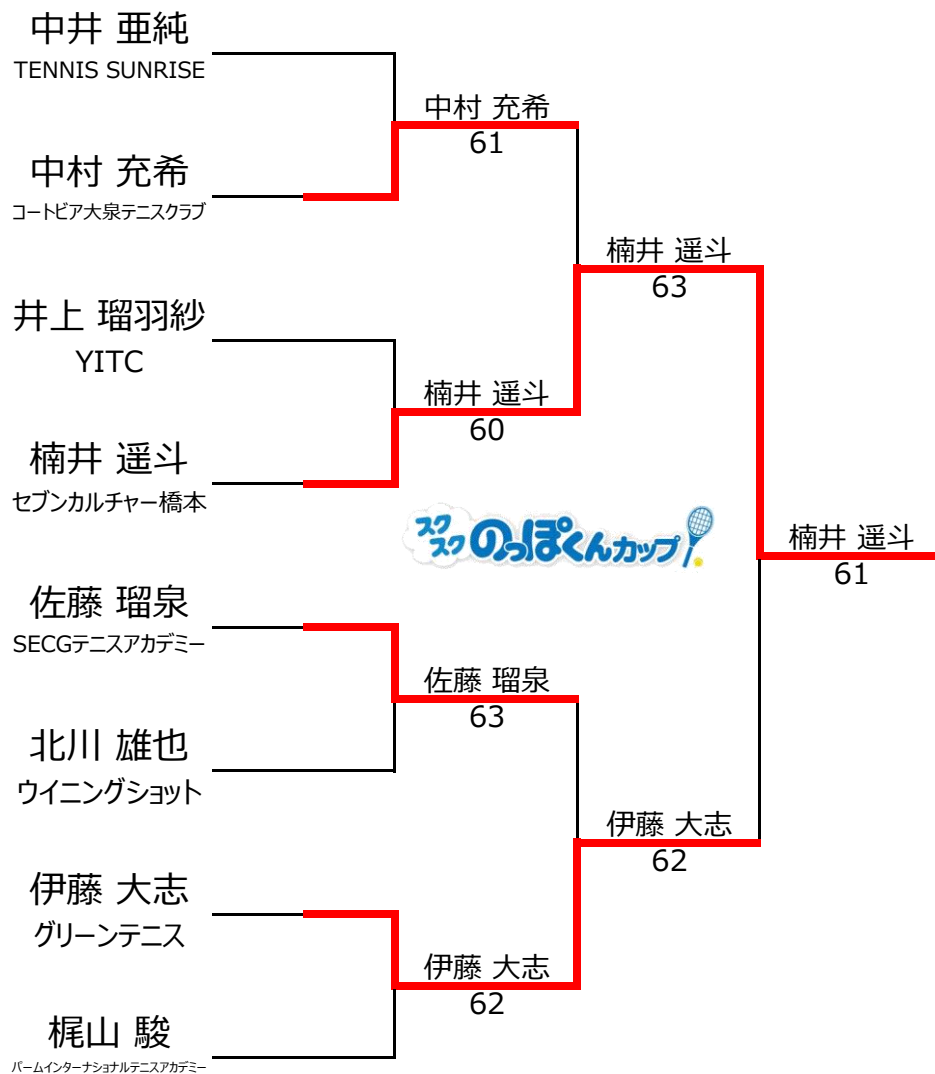 中井 亜純
TENNIS SUNRISE
中村 充希
61
中村 充希
コートピア大泉テニスクラブ
楠井 遥斗
63
井上 瑠羽紗
YITC
楠井 遥斗
60
楠井 遥斗
セブンカルチャー橋本
スクスク のっぽくんカップ
楠井 遥斗
61
佐藤 瑠泉
SECGテニスアカデミー
佐藤 瑠泉
63
北川 雄也
ウイニングショット
伊藤 大志
62
伊藤 大志
グリーンテニス
伊藤 大志
62
梶山 駿
パームインターナショナルテニスアカデミー